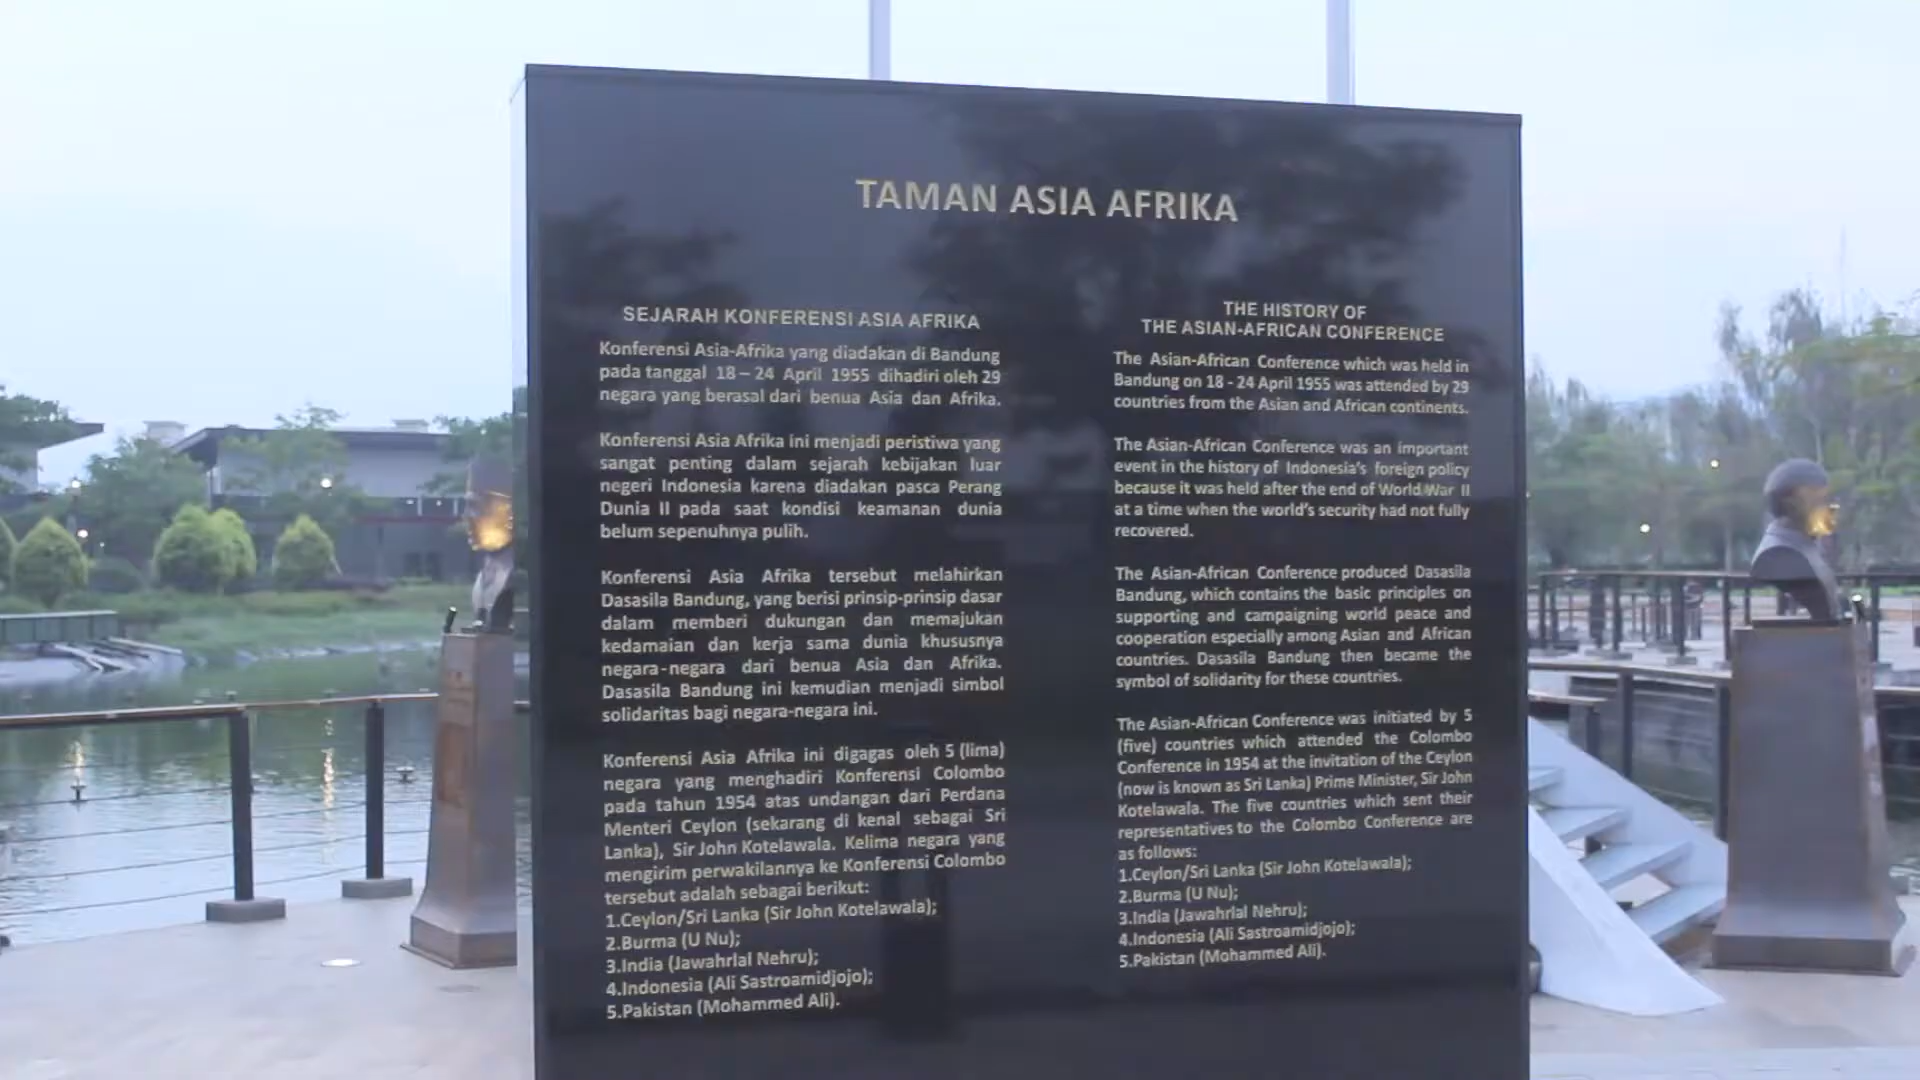 TAMAN ASIA AFRIKA
SEJARAH KONFERENSI ASIA AFRIKA
Konferensi Asia-Afrika yang diadakan di Bandung
pada tanggal 18 – 24 April 1955 dihadiri oleh 29
negara yang berasal dari benua Asia dan Afrika.
Konferensi Asia Afrika ini menjadi peristiwa yang
sangat penting dalam sejarah kebijakan luar
negeri Indonesia karena diadakan pasca Perang
Dunia II pada saat kondisi keamanan dunia
belum sepenuhnya pulih.
Konferensi Asia Afrika tersebut melahirkan
Dasasila Bandung, yang berisi prinsip-prinsip dasar
dalam memberi dukungan dan memajukan
kedamaian dan kerja sama dunia khususnya
negara-negara dari benua Asia dan Afrika.
Dasasila Bandung ini kemudian menjadi simbol
solidaritas bagi negara-negara ini.
Konferensi Asia Afrika ini digagas oleh 5 (lima)
negara yang menghadiri Konferensi Colombo
pada tahun 1954 atas undangan dari Perdana
Menteri Ceylon (sekarang di kenal sebagai Sri
Lanka), Sir John Kotelawala. Kelima negara yang
mengirim perwakilannya ke Konferensi Colombo
tersebut adalah sebagai berikut:
1.Ceylon/Sri Lanka (Sir John Kotelawala);
2.Burma (U Nu);
3.India (Jawahrlal Nehru);
4.Indonesia (Ali Sastroamidjojo);
5.Pakistan (Mohammed Ali).
THE HISTORY OF
THE ASIAN-AFRICAN CONFERENCE
The Asian-African Conference which was held in
Bandung on 18 - 24 April 1955 was attended by 29
countries from the Asian and African continents.
The Asian-African Conference was an important
event in the history of Indonesia's foreign policy
because it was held after the end of World War II
at a time when the world's security had not fully
recovered.
The Asian-African Conference produced Dasasila
Bandung, which contains the basic principles on
supporting and campaigning world peace and
cooperation especially among Asian and African
countries. Dasasila Bandung then became the
symbol of solidarity for these countries.
The Asian-African Conference was initiated by 5
(five) countries which attended the Colombo
Conference in 1954 at the invitation of the Ceylon
(now is known as Sri Lanka) Prime Minister, Sir John
Kotelawala. The five countries which sent their
representatives to the Colombo Conference are
as follows:
1.Ceylon/Sri Lanka (Sir John Kotelawala);
2.Burma (U Nu);
3.India (Jawahrlal Nehru);
4.Indonesia (Ali Sastroamidjojo);
5.Pakistan (Mohammed Ali).